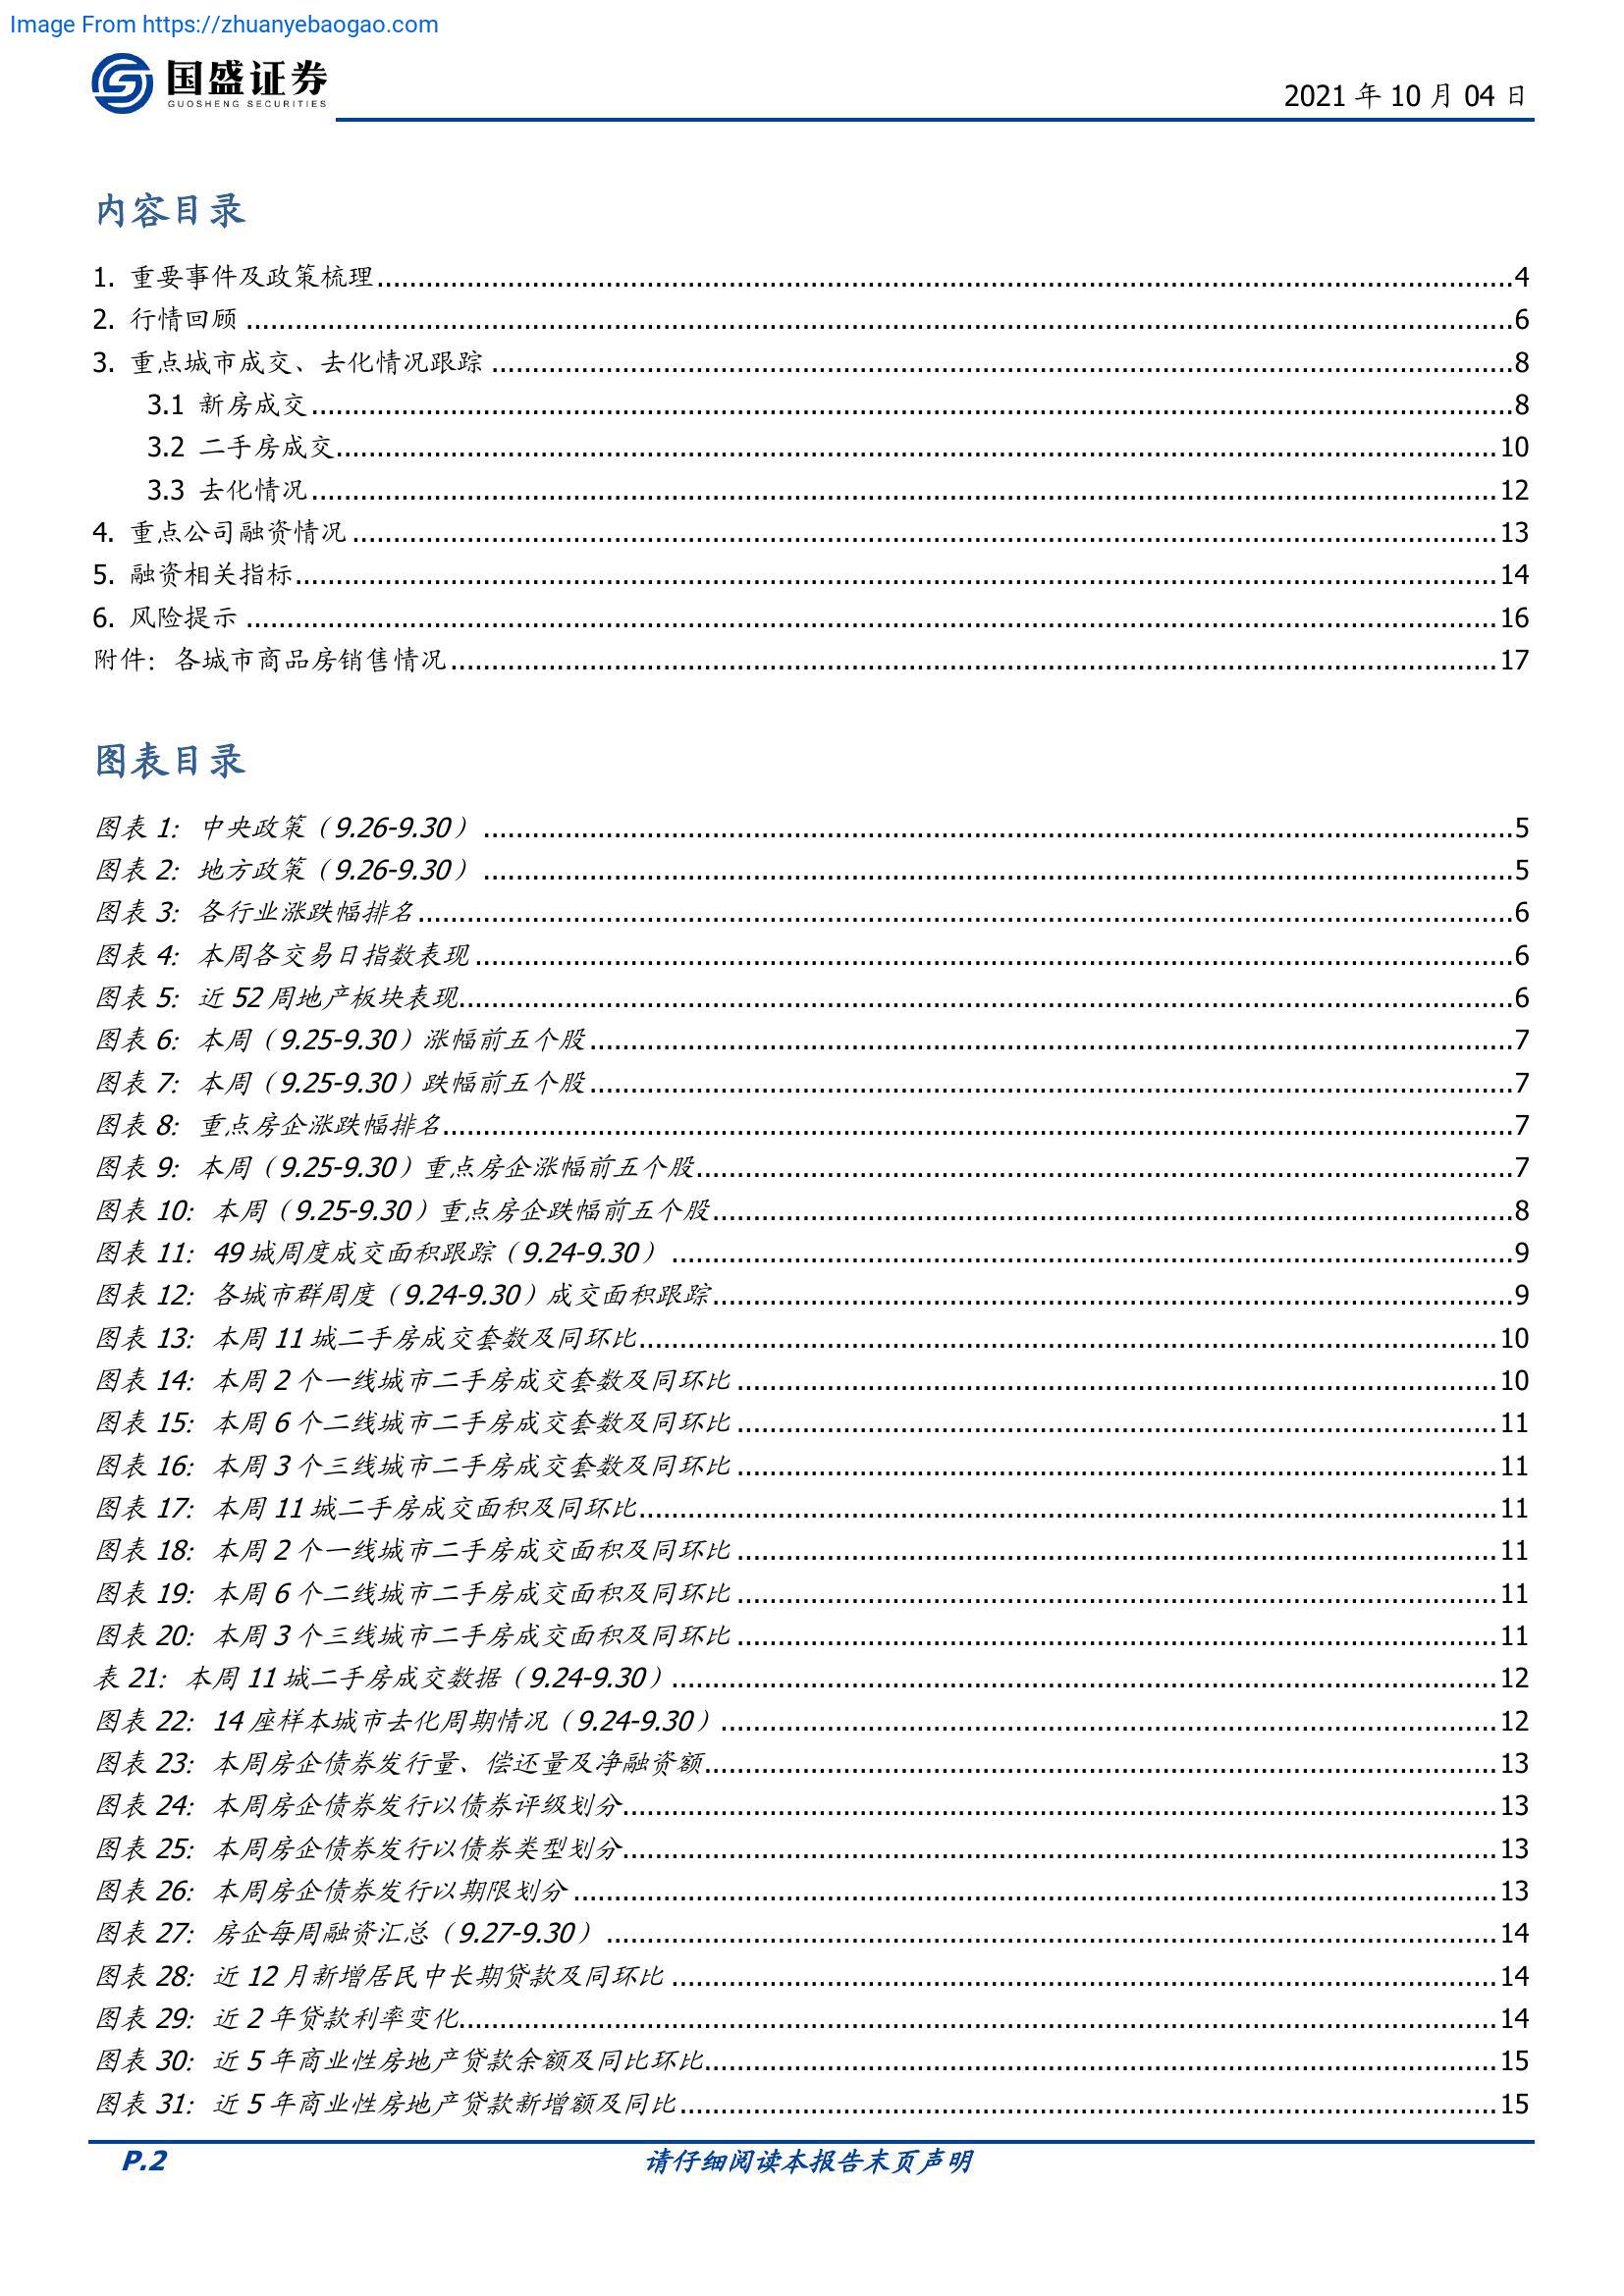 Image From https://zhuanyebaogao.com
国盛证券
GUOSHENG SECURITIES
2021 年 10 月 04 日
内容目录
1. 重要事件及政策梳理 4
2. 行情回顾 6
3. 重点城市成交、去化情况跟踪 8
3.1 新房成交 8
3.2 二手房成交 10
3.3 去化情况 12
4. 重点公司融资情况 13
5. 融资相关指标 14
6. 风险提示 16
附件：各城市商品房销售情况 17
图表目录
图表 1：中央政策（9.26-9.30） 5
图表 2：地方政策（9.26-9.30） 5
图表 3：各行业涨跌幅排名 6
图表 4：本周各交易日指数表现 6
图表 5：近 52 周地产板块表现 6
图表 6：本周（9.25-9.30）涨幅前五个股 7
图表 7：本周（9.25-9.30）跌幅前五个股 7
图表 8：重点房企涨跌幅排名 7
图表 9：本周（9.25-9.30）重点房企涨幅前五个股 7
图表 10：本周（9.25-9.30）重点房企跌幅前五个股 8
图表 11：49 城周度成交面积跟踪（9.24-9.30） 9
图表 12：各城市群周度（9.24-9.30）成交面积跟踪 9
图表 13：本周 11 城二手房成交套数及同环比 10
图表 14：本周 2 个一线城市二手房成交套数及同环比 10
图表 15：本周 6 个二线城市二手房成交套数及同环比 11
图表 16：本周 3 个三线城市二手房成交套数及同环比 11
图表 17：本周 11 城二手房成交面积及同环比 11
图表 18：本周 2 个一线城市二手房成交面积及同环比 11
图表 19：本周 6 个二线城市二手房成交面积及同环比 11
图表 20：本周 3 个三线城市二手房成交面积及同环比 11
表 21：本周 11 城二手房成交数据（9.24-9.30） 12
图表 22：14 座样本城市去化周期情况（9.24-9.30） 12
图表 23：本周房企债券发行量、偿还量及净融资额 13
图表 24：本周房企债券发行以债券评级划分 13
图表 25：本周房企债券发行以债券类型划分 13
图表 26：本周房企债券发行以期限划分 13
图表 27：房企每周融资汇总（9.27-9.30） 14
图表 28：近 12 月新增居民中长期贷款及同环比 14
图表 29：近 2 年贷款利率变化 14
图表 30：近 5 年商业性房地产贷款余额及同比环比 15
图表 31：近 5 年商业性房地产贷款新增额及同比 15
P.2
请仔细阅读本报告末页声明